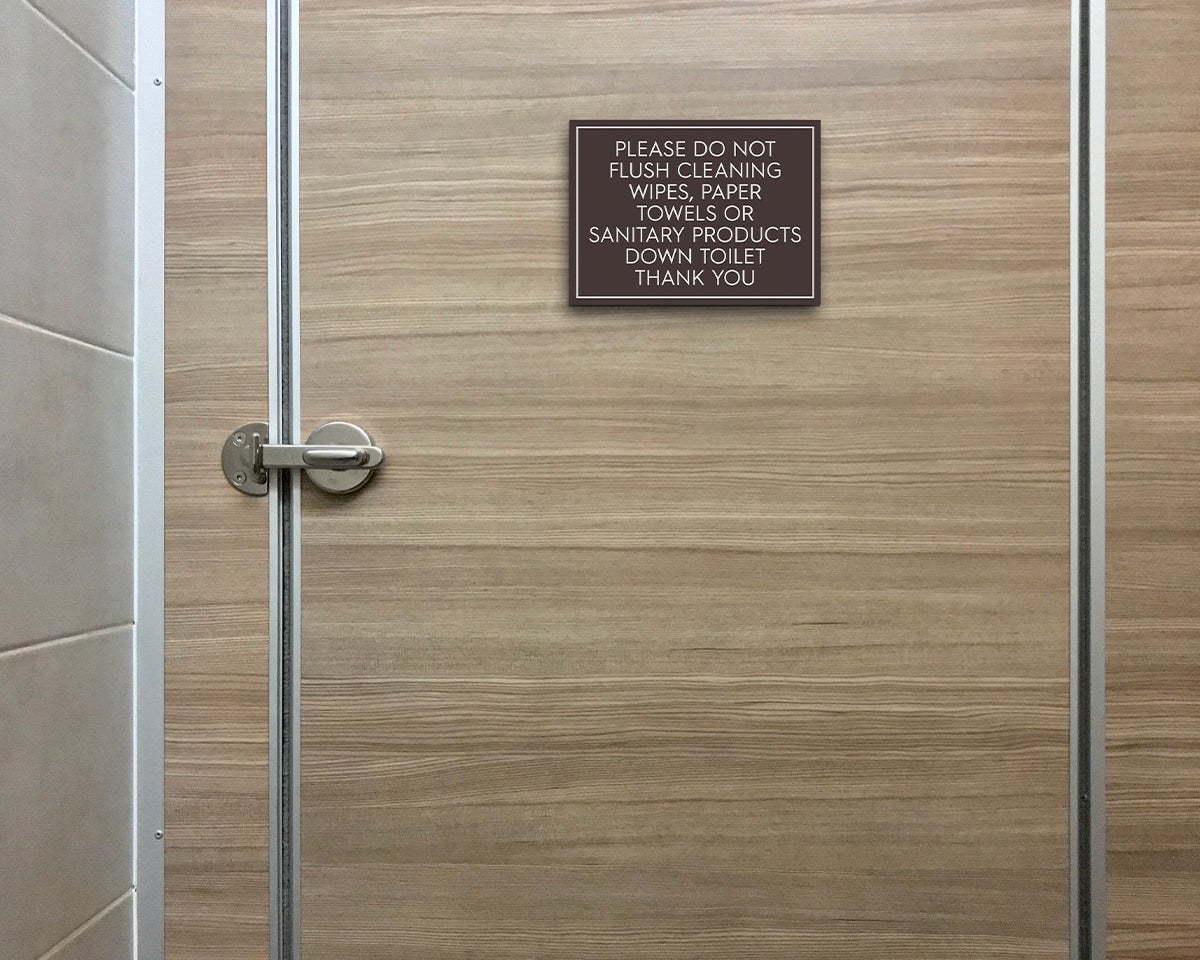 PLEASE DO NOT
FLUSH CLEANING
WIPES, PAPER
TOWELS OR
SANITARY PRODUCTS
DOWN TOILET
THANK YOU